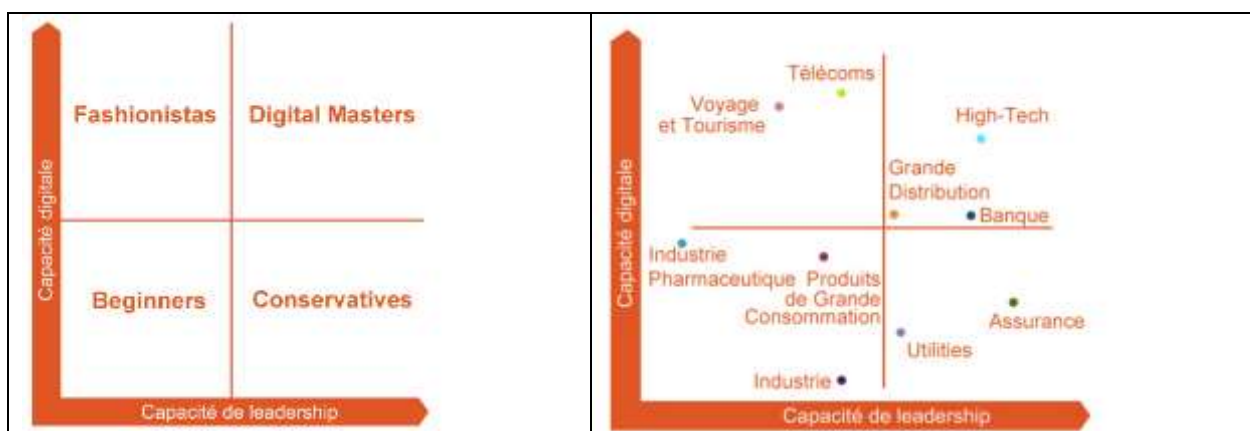 Fashionistas
Digital Masters
Beginners
Conservatives
Capacité digitale
Capacité de leadership
Télécoms
Voyage
et Tourisme
High-Tech
Grande
Distribution
Banque
Industrie
Pharmaceutique
Produits
de Grande
Consommation
Assurance
Utilities
Industrie
Capacité digitale
Capacité de leadership